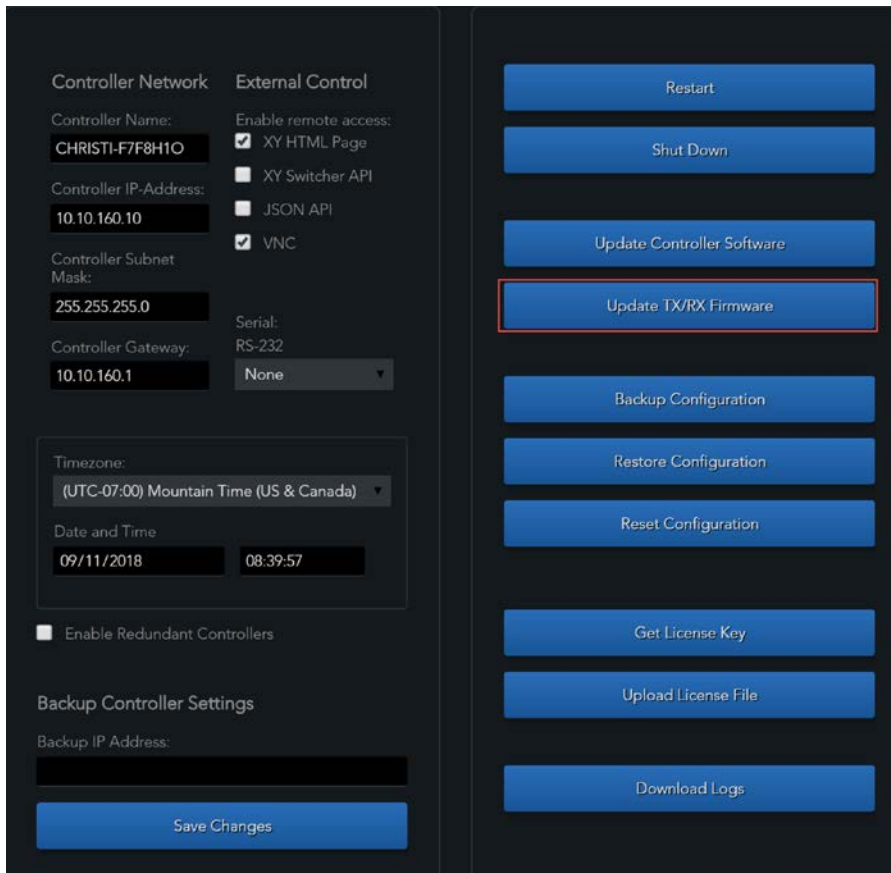 Controller Network
Controller Name:
CHRISTI-F7F8H1O
Controller IP-Address:
10.10.160.10
Controller Subnet
Mask:
255.255.255.0
Controller Gateway:
10.10.160.1
External Control
Enable remote access:
XY HTML Page
XY Switcher API
JSON API
VNC
Serial:
RS-232
None
Timezone:
(UTC-07:00) Mountain Time (US & Canada)
Date and Time
09/11/2018
08:39:57
Enable Redundant Controllers
Backup Controller Settings
Backup IP Address:
Save Changes
Restart
Shut Down
Update Controller Software
Update TX/RX Firmware
Backup Configuration
Restore Configuration
Reset Configuration
Get License Key
Upload License File
Download Logs